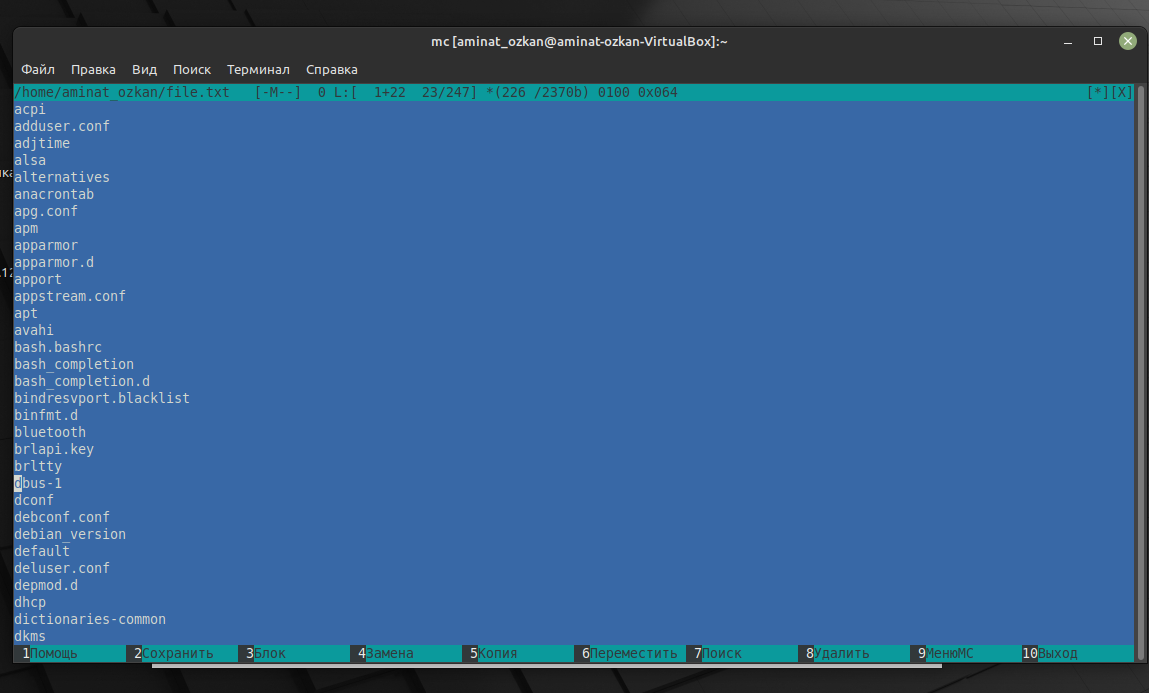 mc [aminat_ozkan@aminat-ozkan-VirtualBox]:~
Файл Правка Вид Поиск Терминал Справка
/home/aminat_ozkan/file.txt [-M--] 0 L:[ 1+22 23/247] *(226 /2370b) 0100 0x064 [*][X]
acpi
adduser.conf
adjtime
alsa
alternatives
anacrontab
apg.conf
apm
apparmor
apparmor.d
apport
appstream.conf
apt
avahi
bash.bashrc
bash_completion
bash_completion.d
bindresvport.blacklist
binfmt.d
bluetooth
brlapi.key
brltty
dbus-1
dconf
debconf.conf
debian_version
default
deluser.conf
depmod.d
dhcp
dictionaries-common
dkms
1Помощь 2Сохранить 3Блок 4Замена 5Копия 6Переместить 7Поиск 8Удалить 9МенюMC 10Выход